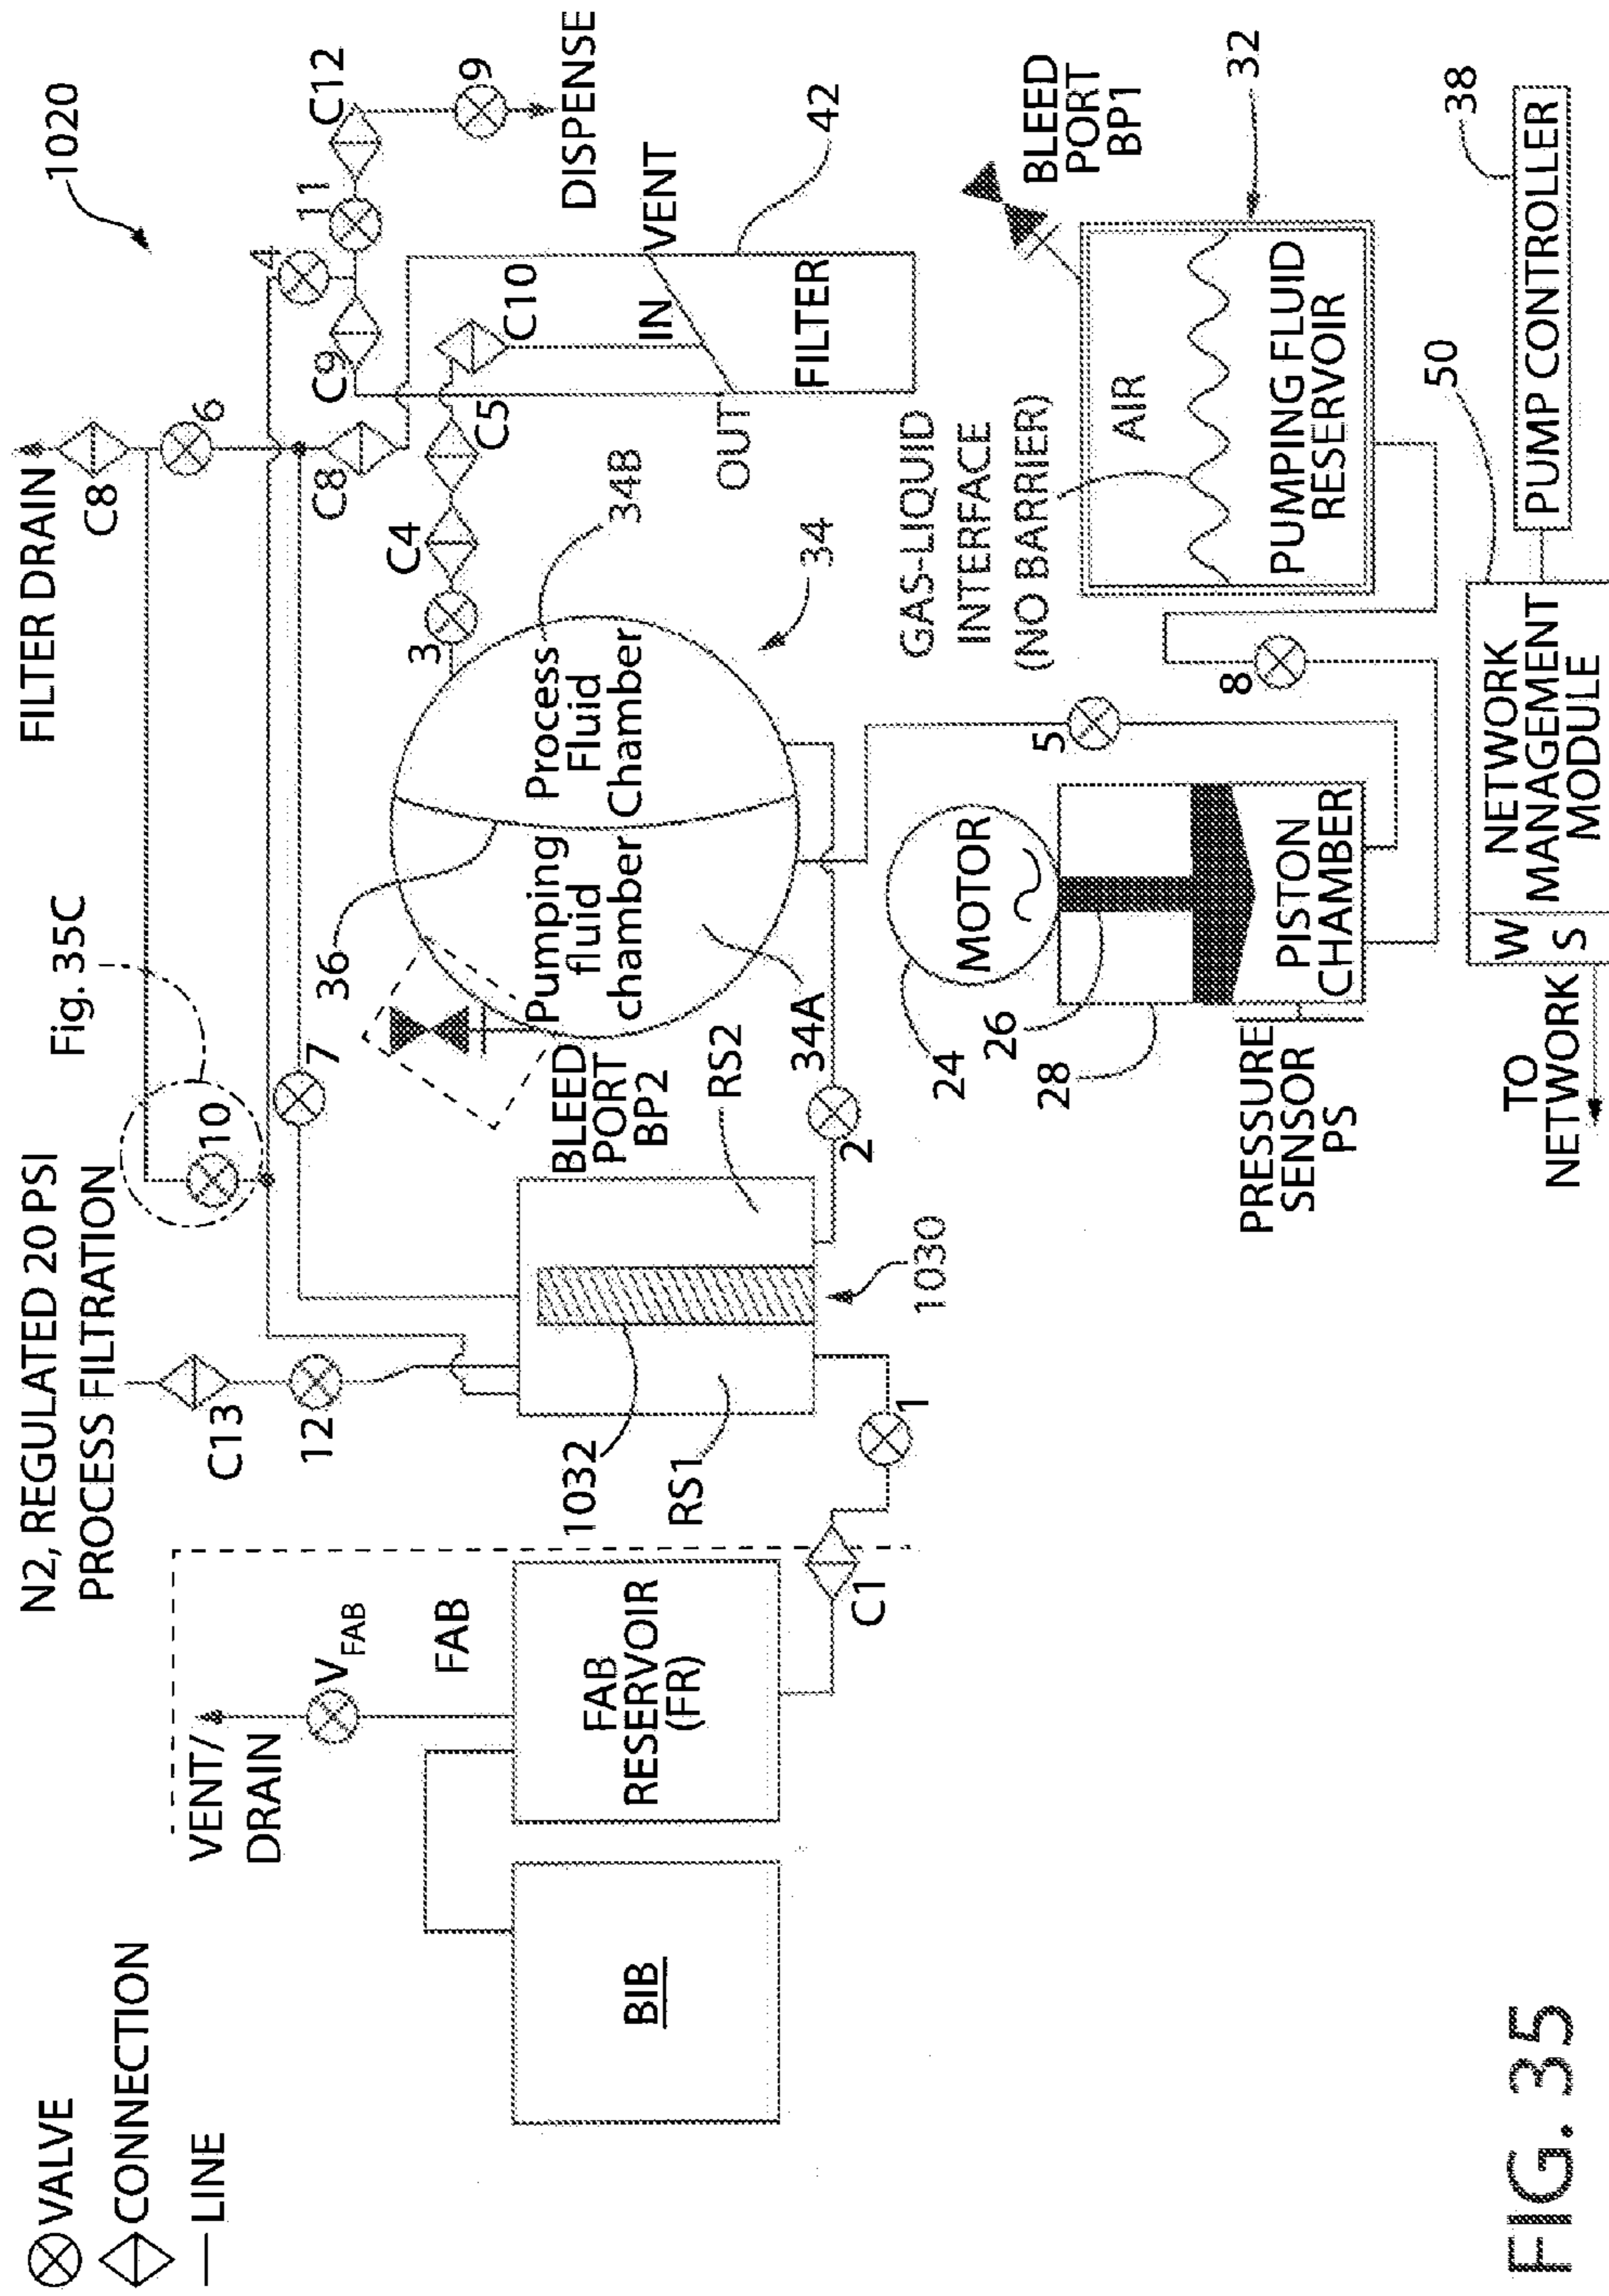 VALVE
CONNECTION
LINE
N2, REGULATED 20 PSI
PROCESS FILTRATION
C13
12
Fig. 35C
10
7
FILTER DRAIN
C8
6
C8
1020
4
11
C12
9
DISPENSE
C9
C10
C5
C4
3
IN
VENT
OUT
FILTER
42
VENT/
DRAIN
VFAB
FAB
BIB
FAB
RESERVOIR
(FR)
C1
1
1032
RS1
1030
RS2
2
BLEED
PORT
BP2
36
Pumping
fluid
chamber
Process
Fluid
Chamber
34A
34B
34
GAS-LIQUID
INTERFACE
(NO BARRIER)
BLEED
PORT
BP1
32
AIR
PUMPING FLUID
RESERVOIR
5
8
MOTOR
24
26
28
PISTON
CHAMBER
PRESSURE
SENSOR
PS
50
38
PUMP CONTROLLER
NETWORK
MANAGEMENT
MODULE
W
S
TO
NETWORK
FIG. 35